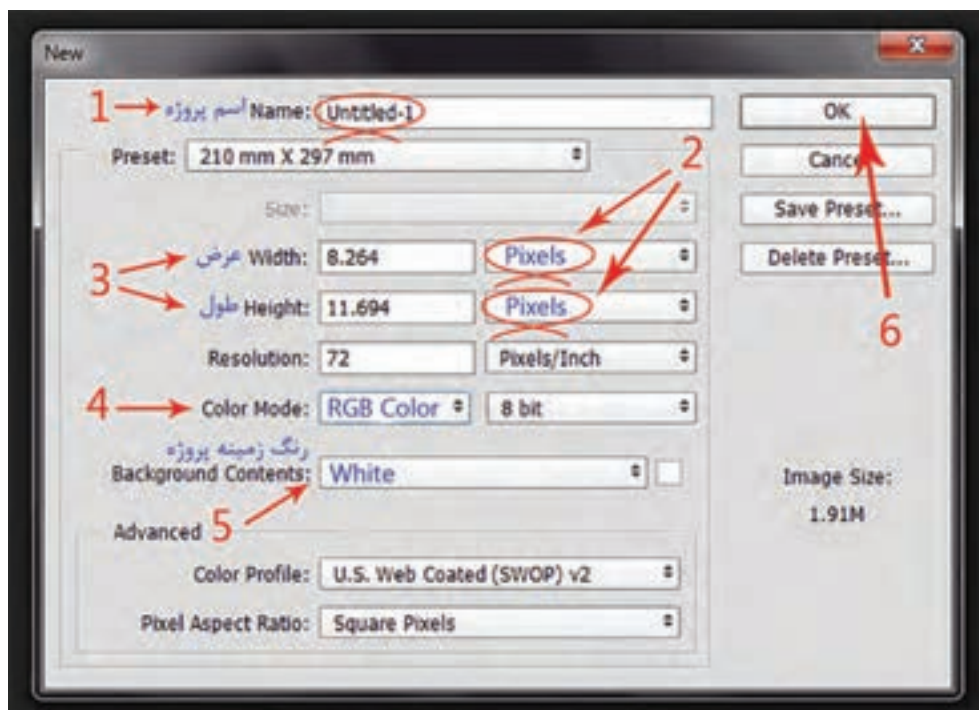 New
1 اسم پروژه Name: Untitled-1
OK
Preset: 210 mm X 297 mm
2
Cancel
Size:
Save Preset...
3
عرض Width: 8.264 Pixels
Delete Preset...
طول Height: 11.694 Pixels
6
Resolution: 72 Pixels/Inch
4 Color Mode: RGB Color 8 bit
رنگ زمینه پروژه
Background Contents: White
Image Size:
1.91M
5
Advanced
Color Profile: U.S. Web Coated (SWOP) v2
Pixel Aspect Ratio: Square Pixels